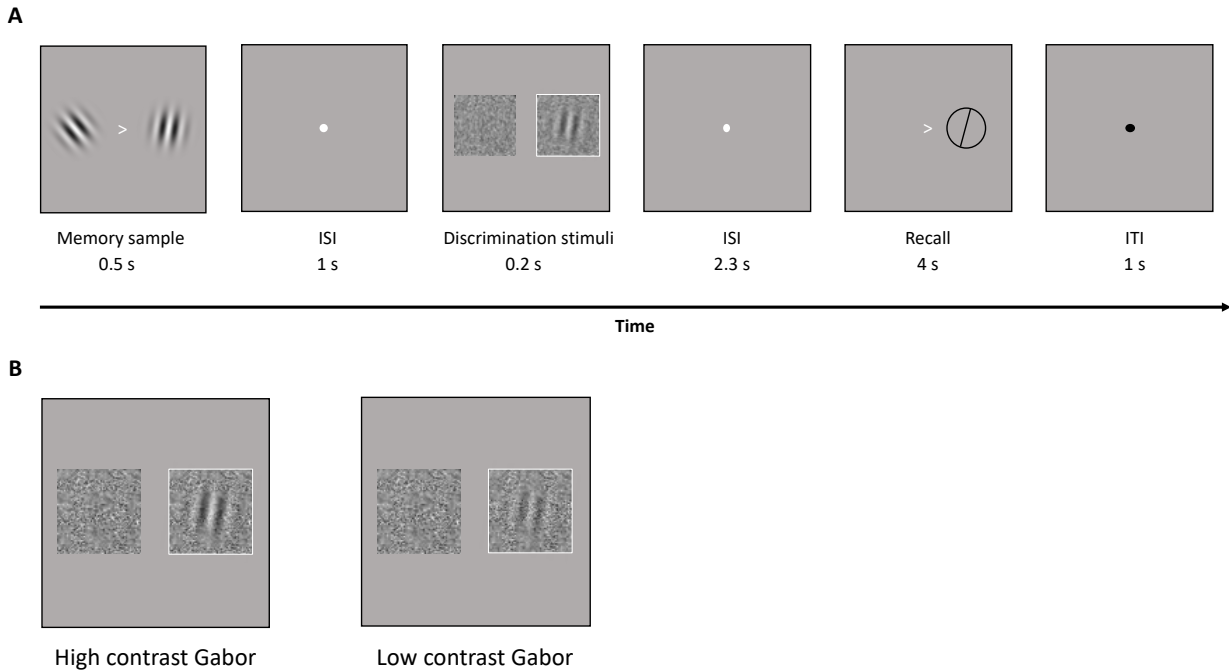 A
>
>
Memory sample
ISI
Discrimination stimuli
ISI
Recall
ITI
0.5 s
1 s
0.2 s
2.3 s
4 s
1 s
Time
B
High contrast Gabor
Low contrast Gabor